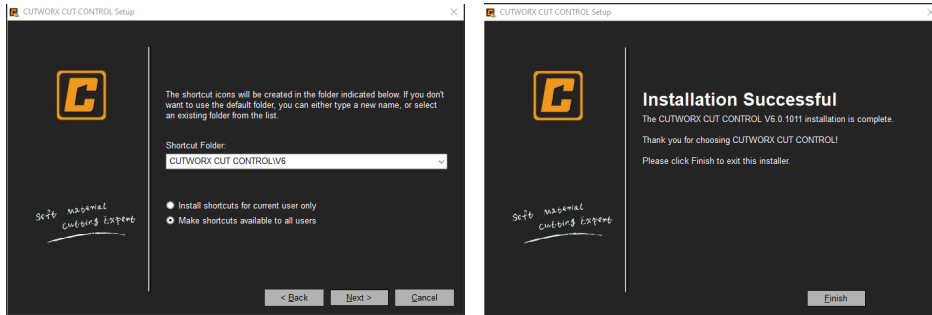 CUTWORX CUT CONTROL Setup
The shortcut icons will be created in the folder indicated below. If you don't
want to use the default folder, you can either type a new name, or select
an existing folder from the list.
Shortcut Folder:
CUTWORX CUT CONTROL\V6
Install shortcuts for current user only
Make shortcuts available to all users
Soft Material
Cutting Expert
< Back
Next >
Cancel
CUTWORX CUT CONTROL Setup
Installation Successful
The CUTWORX CUT CONTROL V6.0.1011 installation is complete.
Thank you for choosing CUTWORX CUT CONTROL!
Please click Finish to exit this installer.
Soft Material
Cutting Expert
Finish